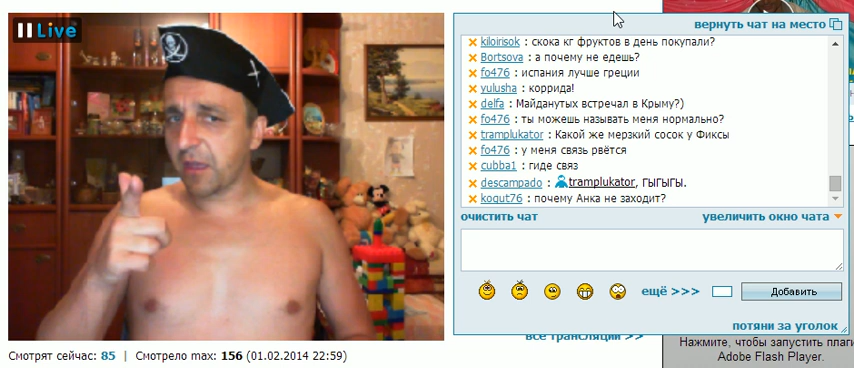 Live
вернуть чат на место
kiloirisok : скока кг фруктов в день покупали?
Bortsova : а почему не едешь?
fo476 : испания лучше греции
yulusha : коррида!
delfa : Майданутых встречал в Крыму?)
fo476 : ты можешь называть меня нормально?
tramplukator : Какой же мерзкий сосок у Фиксы
fo476 : у меня связь рвётся
cubba1 : гиде связ
descampado : tramplukator, ГЫГЫГЫ.
kogut76 : почему Анка не заходит?
очистить чат
увеличить окно чата
ещё >>>
Добавить
потяни за уголок
все трансляции >>
Смотрят сейчас: 85 | Смотрело max: 156 (01.02.2014 22:59)
Нажмите, чтобы запустить
Adobe Flash Player.